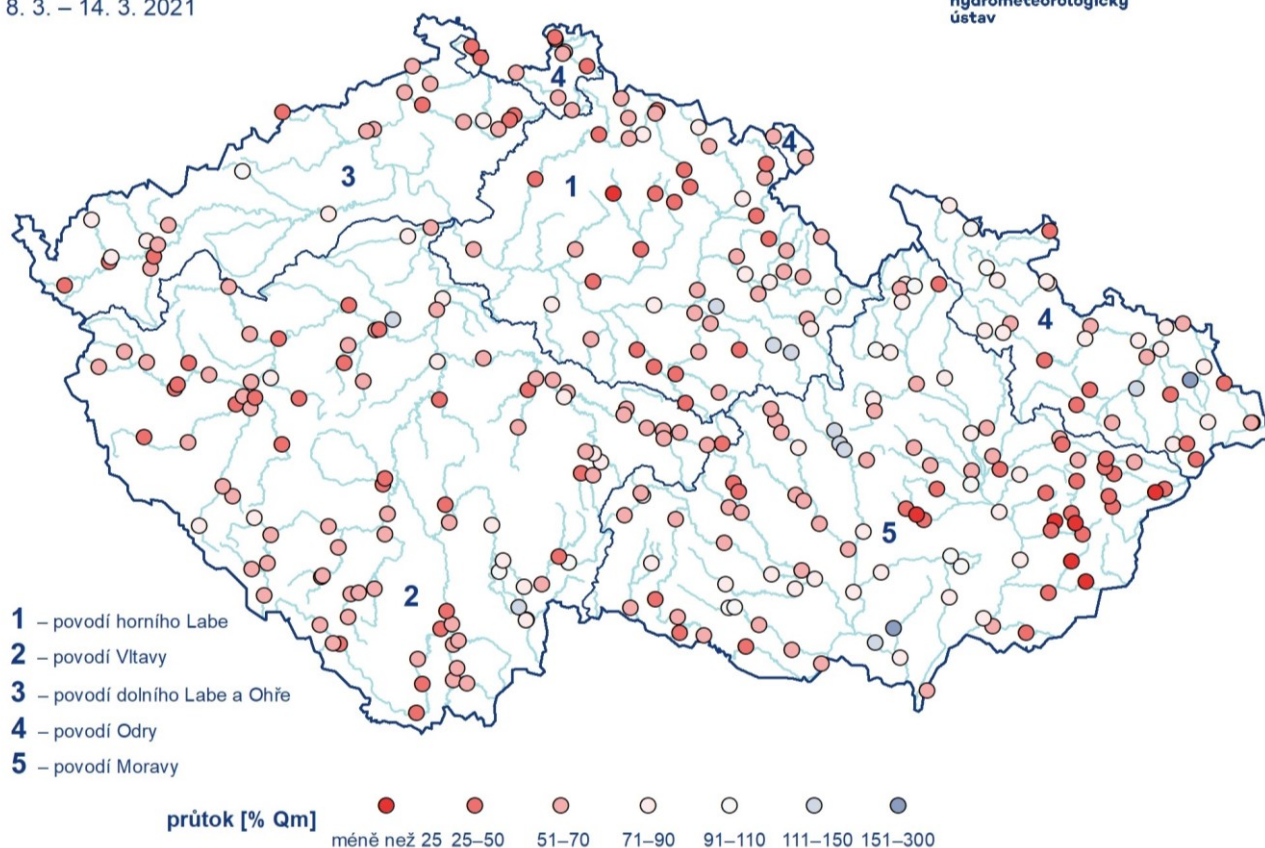 8. 3. – 14. 3. 2021
hydrometeorologický
ústav
4
4
3
1
4
5
2
1 – povodí horního Labe
2 – povodí Vltavy
3 – povodí dolního Labe a Ohře
4 – povodí Odry
5 – povodí Moravy
průtok [% Qm]
méně než 25 25–50 51–70 71–90 91–110 111–150 151–300